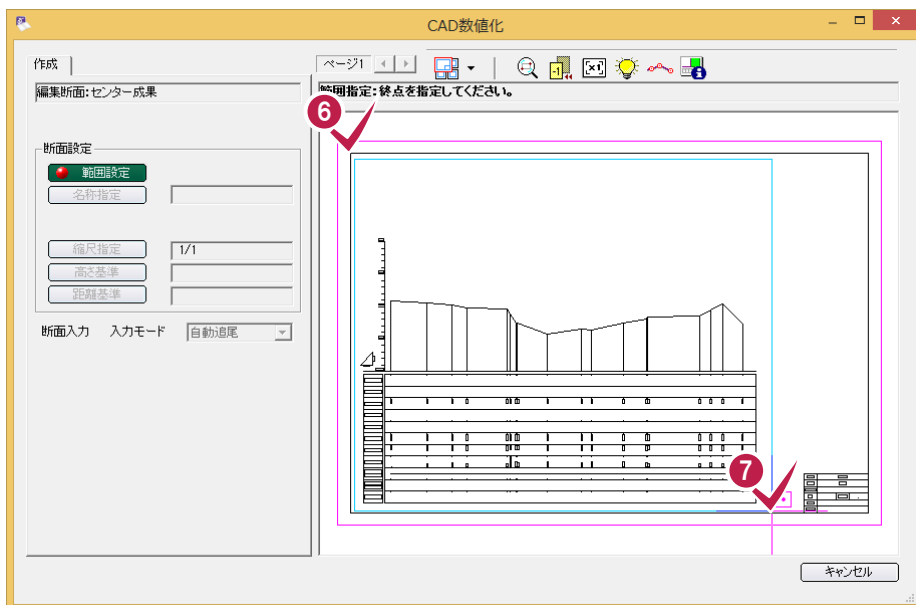 CAD数値化
作成
編集断面:センター成果
断面設定
範囲設定
名称指定
縮尺指定
1/1
高さ基準
距離基準
断面入力 入力モード 自動追尾
ページ1
-1
x1
範囲指定:終点を指定してください。
6
7
キャンセル